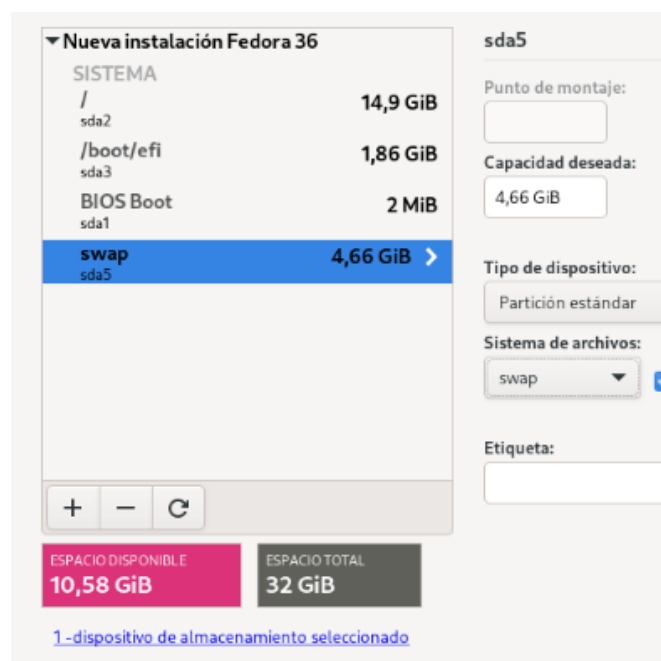 Nueva instalación Fedora 36
SISTEMA
/ 14,9 GiB
sda2
/boot/efi 1,86 GiB
sda3
BIOS Boot 2 MiB
sda1
swap 4,66 GiB
sda5
+ −
ESPACIO DISPONIBLE
10,58 GiB
ESPACIO TOTAL
32 GiB
1 -dispositivo de almacenamiento seleccionado
sda5
Punto de montaje:
Capacidad deseada:
4,66 GiB
Tipo de dispositivo:
Partición estándar
Sistema de archivos:
swap
Etiqueta: